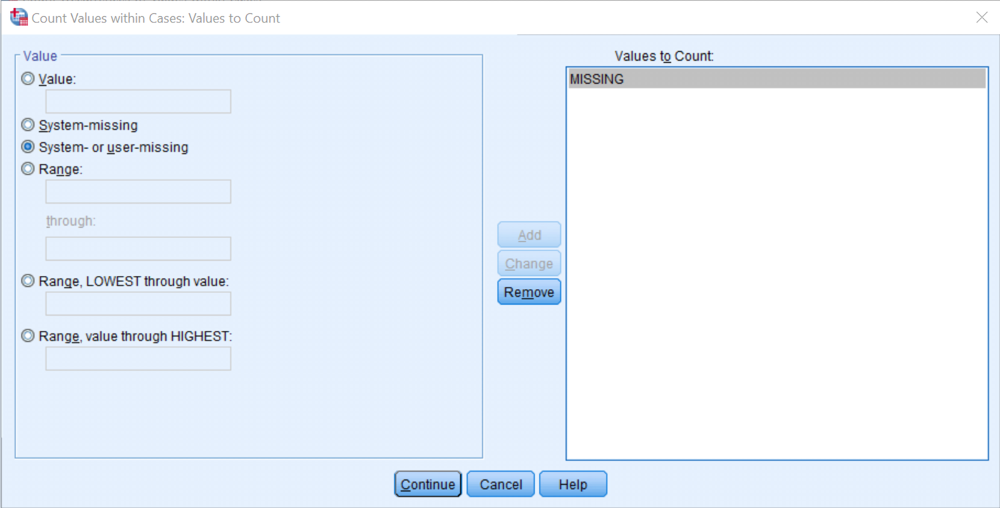 Count Values within Cases: Values to Count
Value
Value:
System-missing
System- or user-missing
Range:
through:
Range, LOWEST through value:
Range, value through HIGHEST:
Values to Count:
MISSING
Add
Change
Remove
Continue Cancel Help